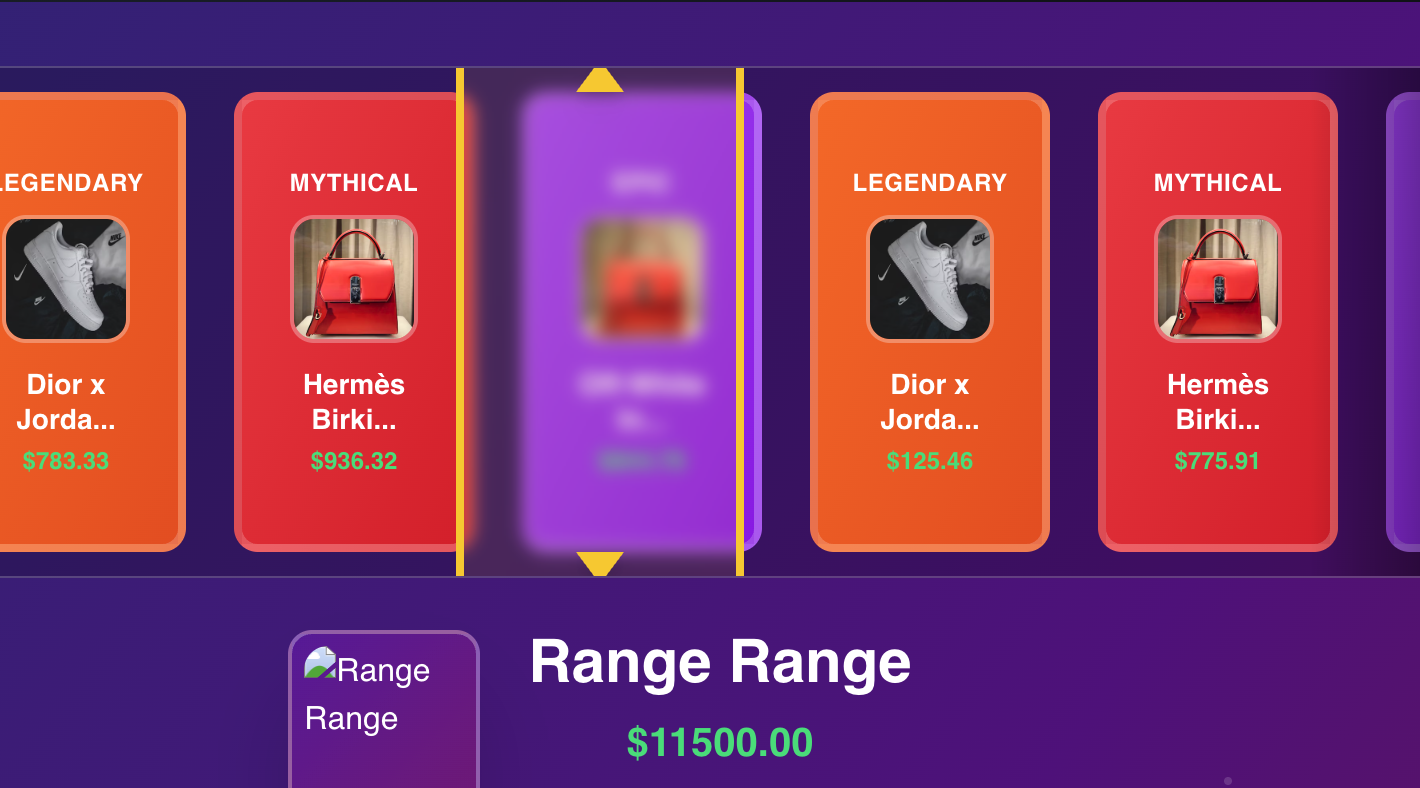 LEGENDARY
Dior x
Jorda...
$783.33
MYTHICAL
Hermès
Birki...
$936.32
LEGENDARY
Dior x
Jorda...
$125.46
MYTHICAL
Hermès
Birki...
$775.91
Range
Range
Range Range
$11500.00